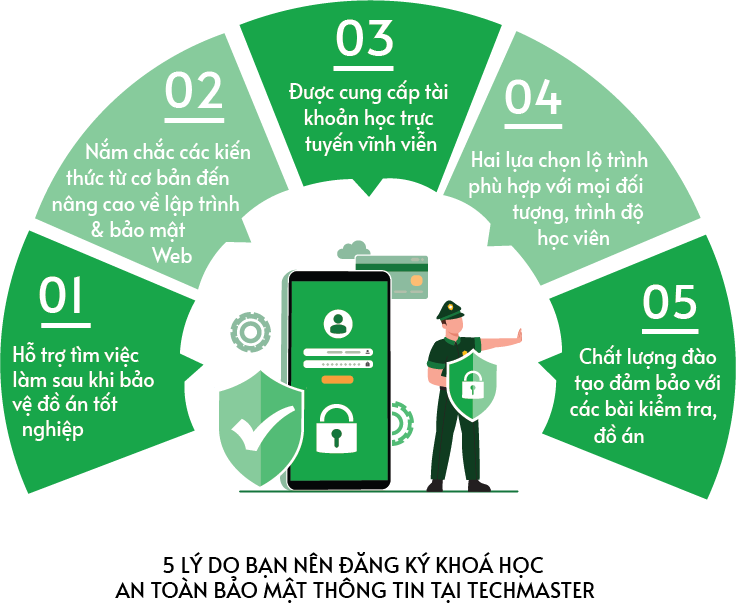 01
Hỗ trợ tìm việc
làm sau khi bảo
vệ đồ án tốt
nghiệp
02
Nắm chắc các kiến
thức từ cơ bản đến
nâng cao về lập trình
& bảo mật
Web
03
Được cung cấp tài
khoản học trực
tuyến vĩnh viễn
04
Hai lựa chọn lộ trình
phù hợp với mọi đối
tượng, trình độ
học viên
05
Chất lượng đào
tạo đảm bảo với
các bài kiểm tra,
đồ án
5 LÝ DO BẠN NÊN ĐĂNG KÝ KHOÁ HỌC
AN TOÀN BẢO MẬT THÔNG TIN TẠI TECHMASTER